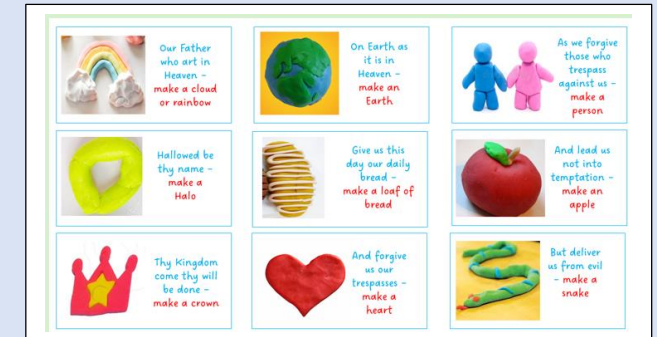 Our Father
who art in
Heaven –
make a cloud
or rainbow
Hallowed be
thy name –
make a
Halo
Thy Kingdom
come thy will
be done –
make a crown
On Earth as
it is in
Heaven –
make an
Earth
Give us this
day our daily
bread –
make a loaf of
bread
And forgive
us our
trespasses –
make a
heart
As we forgive
those who
trespass
against us –
make a
person
And lead us
not into
temptation –
make an
apple
But deliver
us from evil
– make a
snake